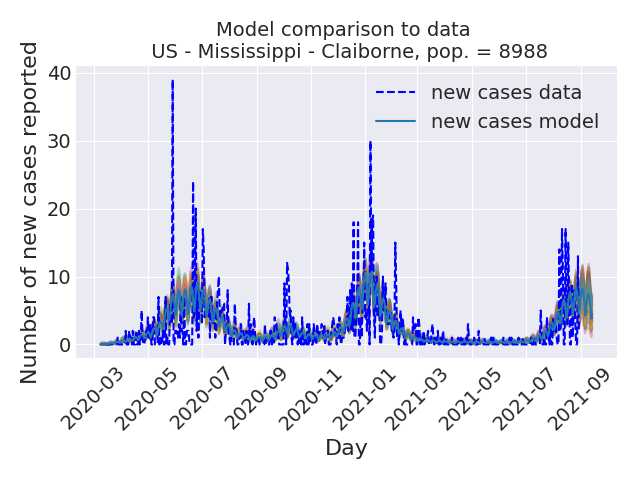 Model comparison to data
US - Mississippi - Claiborne, pop. = 8988
Number of new cases reported
40
30
20
10
0
new cases data
new cases model
2020-03
2020-05
2020-07
2020-09
2020-11
2021-01
2021-03
2021-05
2021-07
2021-09
Day